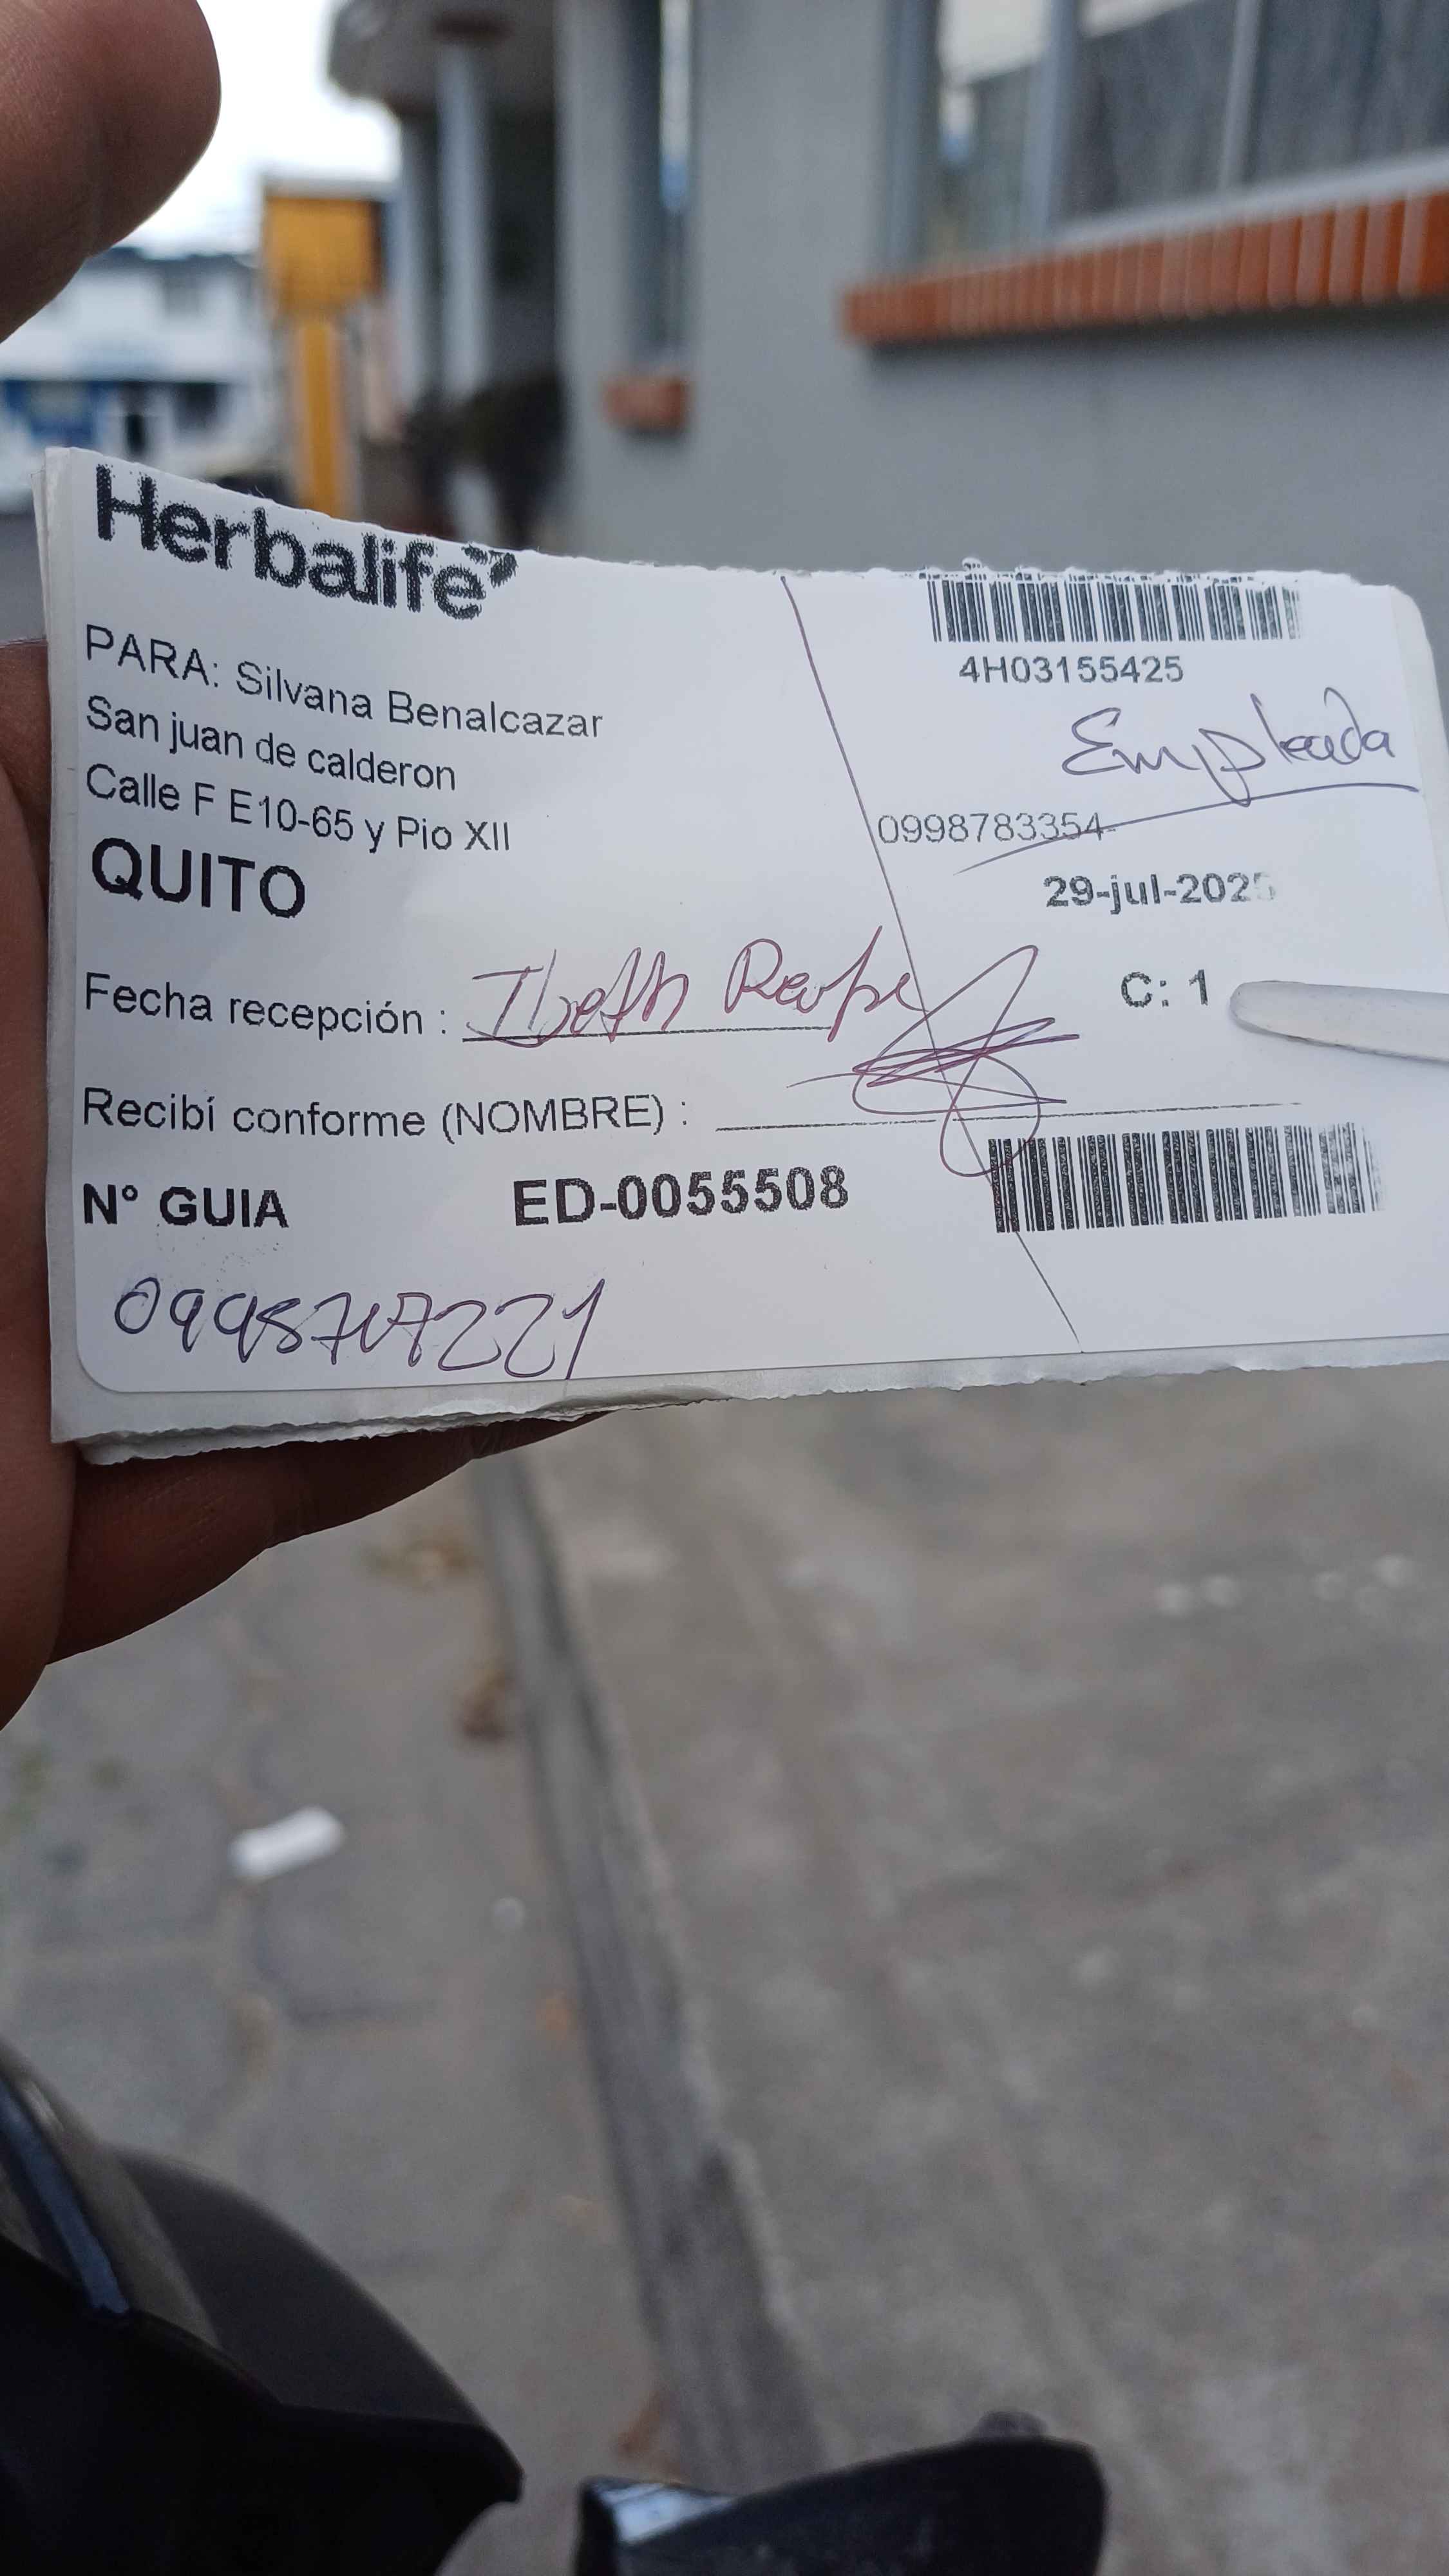 Herbalife
4H03155425
PARA: Silvana Benalcazar
Empleada
San juan de calderon
Calle F E10-65 y Pio XII
0998783354
QUITO
29-jul-2025
Fecha recepción : Ibeth
C: 1
Recibí conforme (NOMBRE) :
N° GUIA ED-0055508